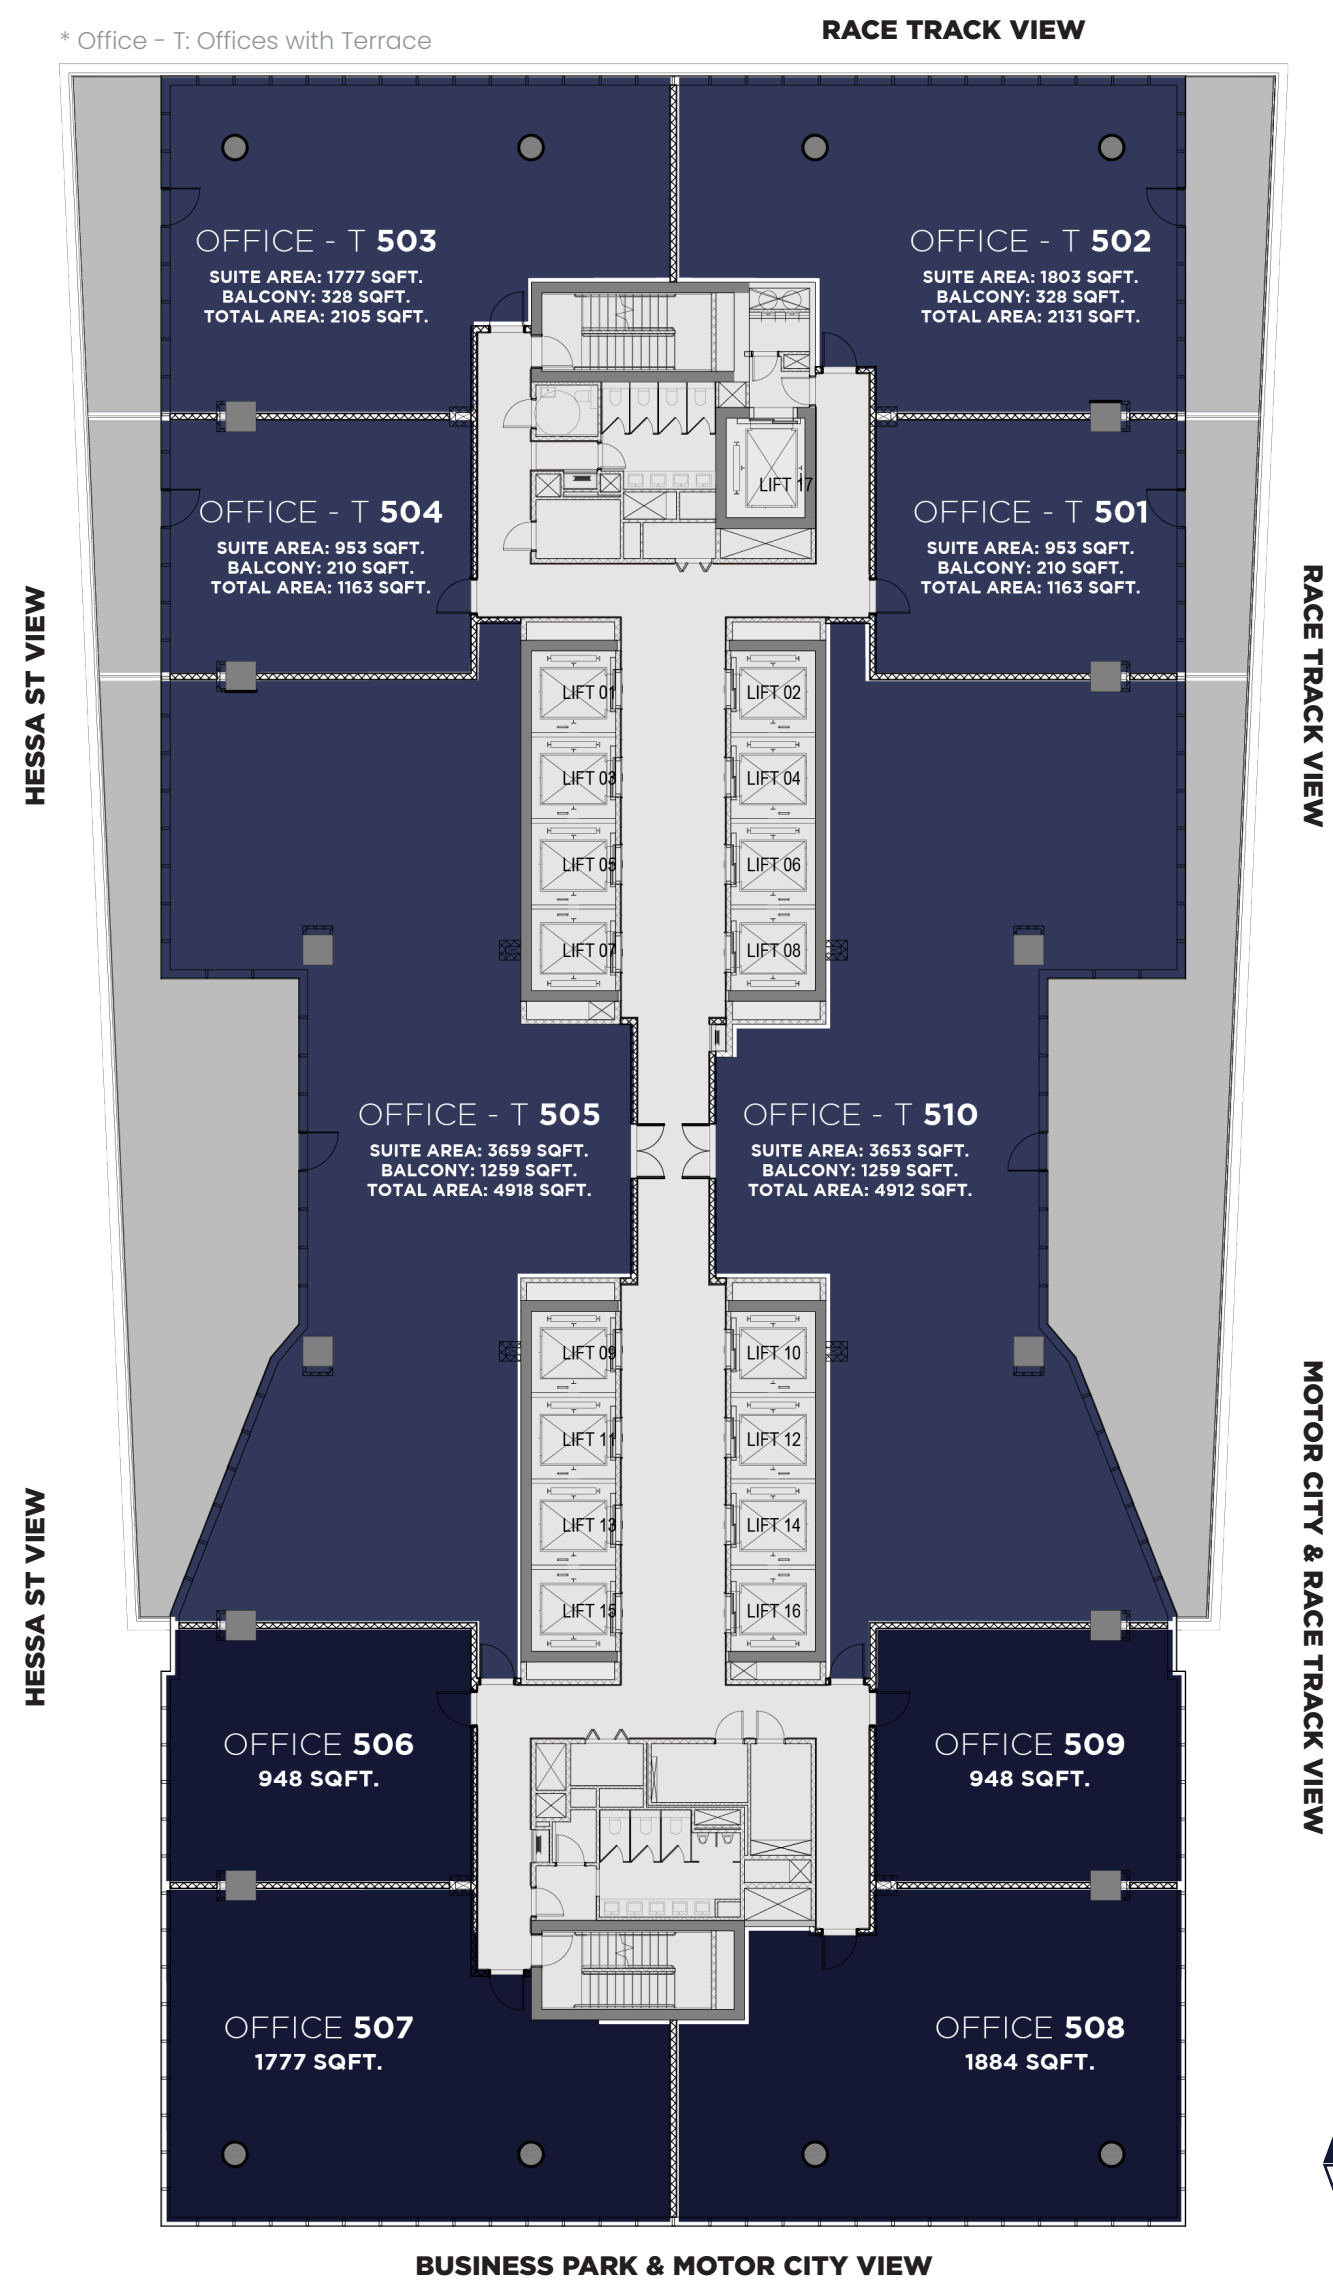 * Office - T: Offices with Terrace
RACE TRACK VIEW
OFFICE - T 503
SUITE AREA: 1777 SQFT.
BALCONY: 328 SQFT.
TOTAL AREA: 2105 SQFT.
OFFICE - T 502
SUITE AREA: 1803 SQFT.
BALCONY: 328 SQFT.
TOTAL AREA: 2131 SQFT.
LIFT 17
OFFICE - T 504
SUITE AREA: 953 SQFT.
BALCONY: 210 SQFT.
TOTAL AREA: 1163 SQFT.
OFFICE - T 501
SUITE AREA: 953 SQFT.
BALCONY: 210 SQFT.
TOTAL AREA: 1163 SQFT.
HESSA ST VIEW
RACE TRACK VIEW
LIFT 01
LIFT 02
LIFT 03
LIFT 04
LIFT 05
LIFT 06
LIFT 07
LIFT 08
OFFICE - T 505
SUITE AREA: 3659 SQFT.
BALCONY: 1259 SQFT.
TOTAL AREA: 4918 SQFT.
OFFICE - T 510
SUITE AREA: 3653 SQFT.
BALCONY: 1259 SQFT.
TOTAL AREA: 4912 SQFT.
LIFT 09
LIFT 10
LIFT 11
LIFT 12
LIFT 13
LIFT 14
LIFT 15
LIFT 16
HESSA ST VIEW
MOTOR CITY & RACE TRACK VIEW
OFFICE 506
948 SQFT.
OFFICE 509
948 SQFT.
OFFICE 507
1777 SQFT.
OFFICE 508
1884 SQFT.
BUSINESS PARK & MOTOR CITY VIEW